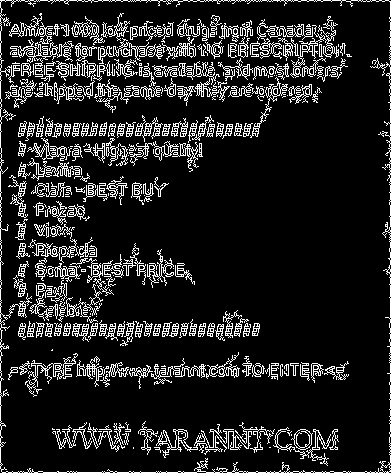 Almost 1000 low priced drugs from Canada
available for purchase with NO PRESCRIPTION.
FREE SHIPPING is available, and most orders
are shipped the same day they are ordered.
#########################
# Viagra - Highest quality!
# Levitra
# Cialis - BEST BUY
# Prozac
# Vioxx
# Propecia
# Soma - BEST PRICE
# Paxil
# Celebrex
#########################
=> TYPE http://www.tarannt.com TO ENTER <=
WWW.TARANNT.COM